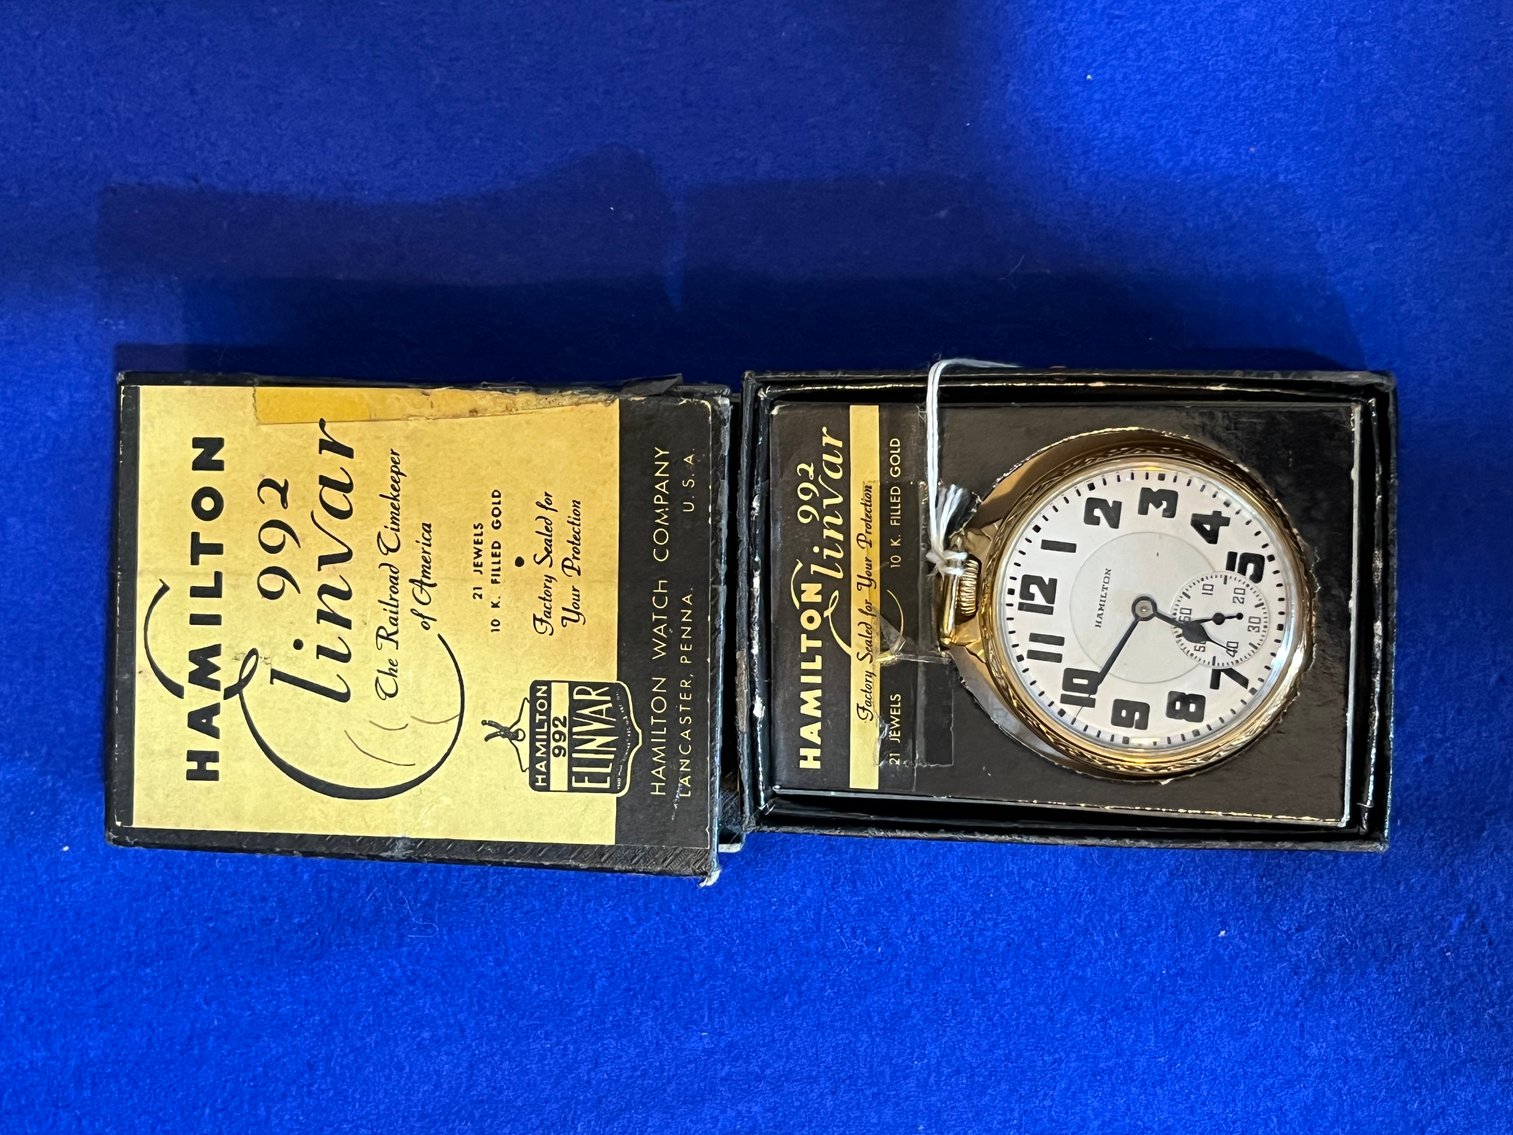 HAMILTON
992
Elinvar
The Railroad Timekeeper
of America
21 JEWELS
10 K. FILLED GOLD
Factory Sealed for
Your Protection
HAMILTON
992
ELINVAR
HAMILTON WATCH COMPANY
LANCASTER, PENNA. U.S.A
HAMILTON 992
Elinvar
Factory Sealed for Your Protection
21 JEWELS 10 K. FILLED GOLD
12
1
2
3
4
5
7
8
9
10
11
HAMILTON
60
10
20
30
40
50